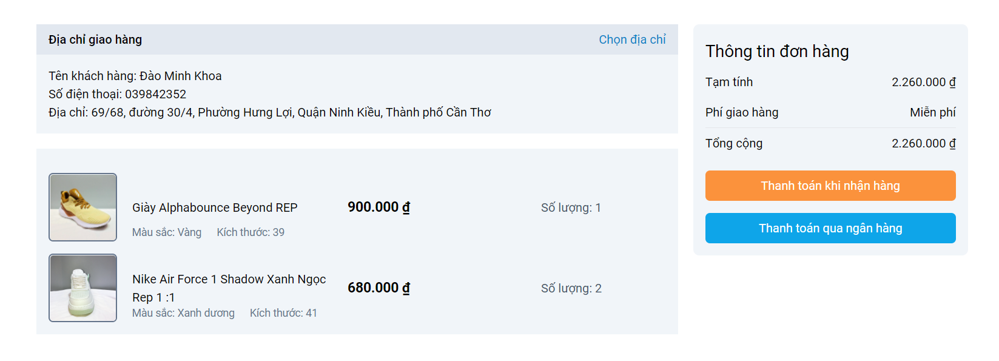 Địa chỉ giao hàng
Chọn địa chỉ
Tên khách hàng: Đào Minh Khoa
Số điện thoại: 039842352
Địa chỉ: 69/68, đường 30/4, Phường Hưng Lợi, Quận Ninh Kiều, Thành phố Cần Thơ
Giày Alphabounce Beyond REP
900.000 ₫
Số lượng: 1
Màu sắc: Vàng
Kích thước: 39
Nike Air Force 1 Shadow Xanh Ngọc
Rep 1 :1
680.000 ₫
Số lượng: 2
Màu sắc: Xanh dương
Kích thước: 41
Thông tin đơn hàng
Tạm tính
2.260.000 ₫
Phí giao hàng
Miễn phí
Tổng cộng
2.260.000 ₫
Thanh toán khi nhận hàng
Thanh toán qua ngân hàng